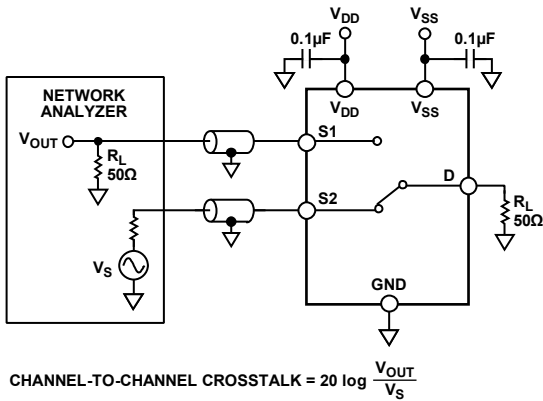 V_DD
V_SS
0.1µF
0.1µF
NETWORK
ANALYZER
V_DD
V_SS
V_OUT
S1
R_L
50Ω
D
S2
R_L
50Ω
V_S
GND
CHANNEL-TO-CHANNEL CROSSTALK = 20 log V_OUT / V_S